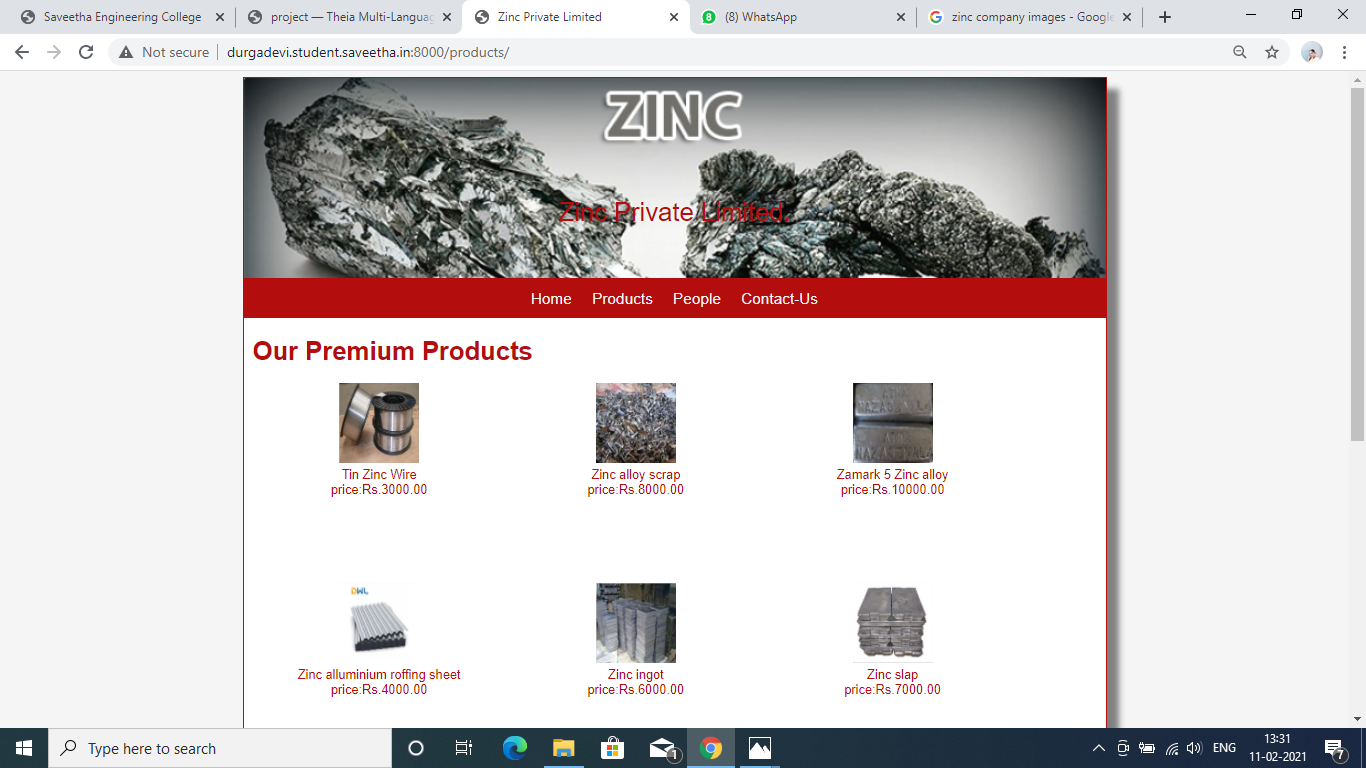 Saveetha Engineering College
project — Theia Multi-Languag
Zinc Private Limited
(8) WhatsApp
zinc company images - Google
Not secure
durgadevi.student.saveetha.in:8000/products/
ZINC
Zinc Private Limited.
Home Products People Contact-Us
Our Premium Products
Tin Zinc Wire
price:Rs.3000.00
Zinc alloy scrap
price:Rs.8000.00
Zamark 5 Zinc alloy
price:Rs.10000.00
DWL
Zinc alluminium roffing sheet
price:Rs.4000.00
Zinc ingot
price:Rs.6000.00
Zinc slap
price:Rs.7000.00
Type here to search
1
ENG
13:31
11-02-2021
7